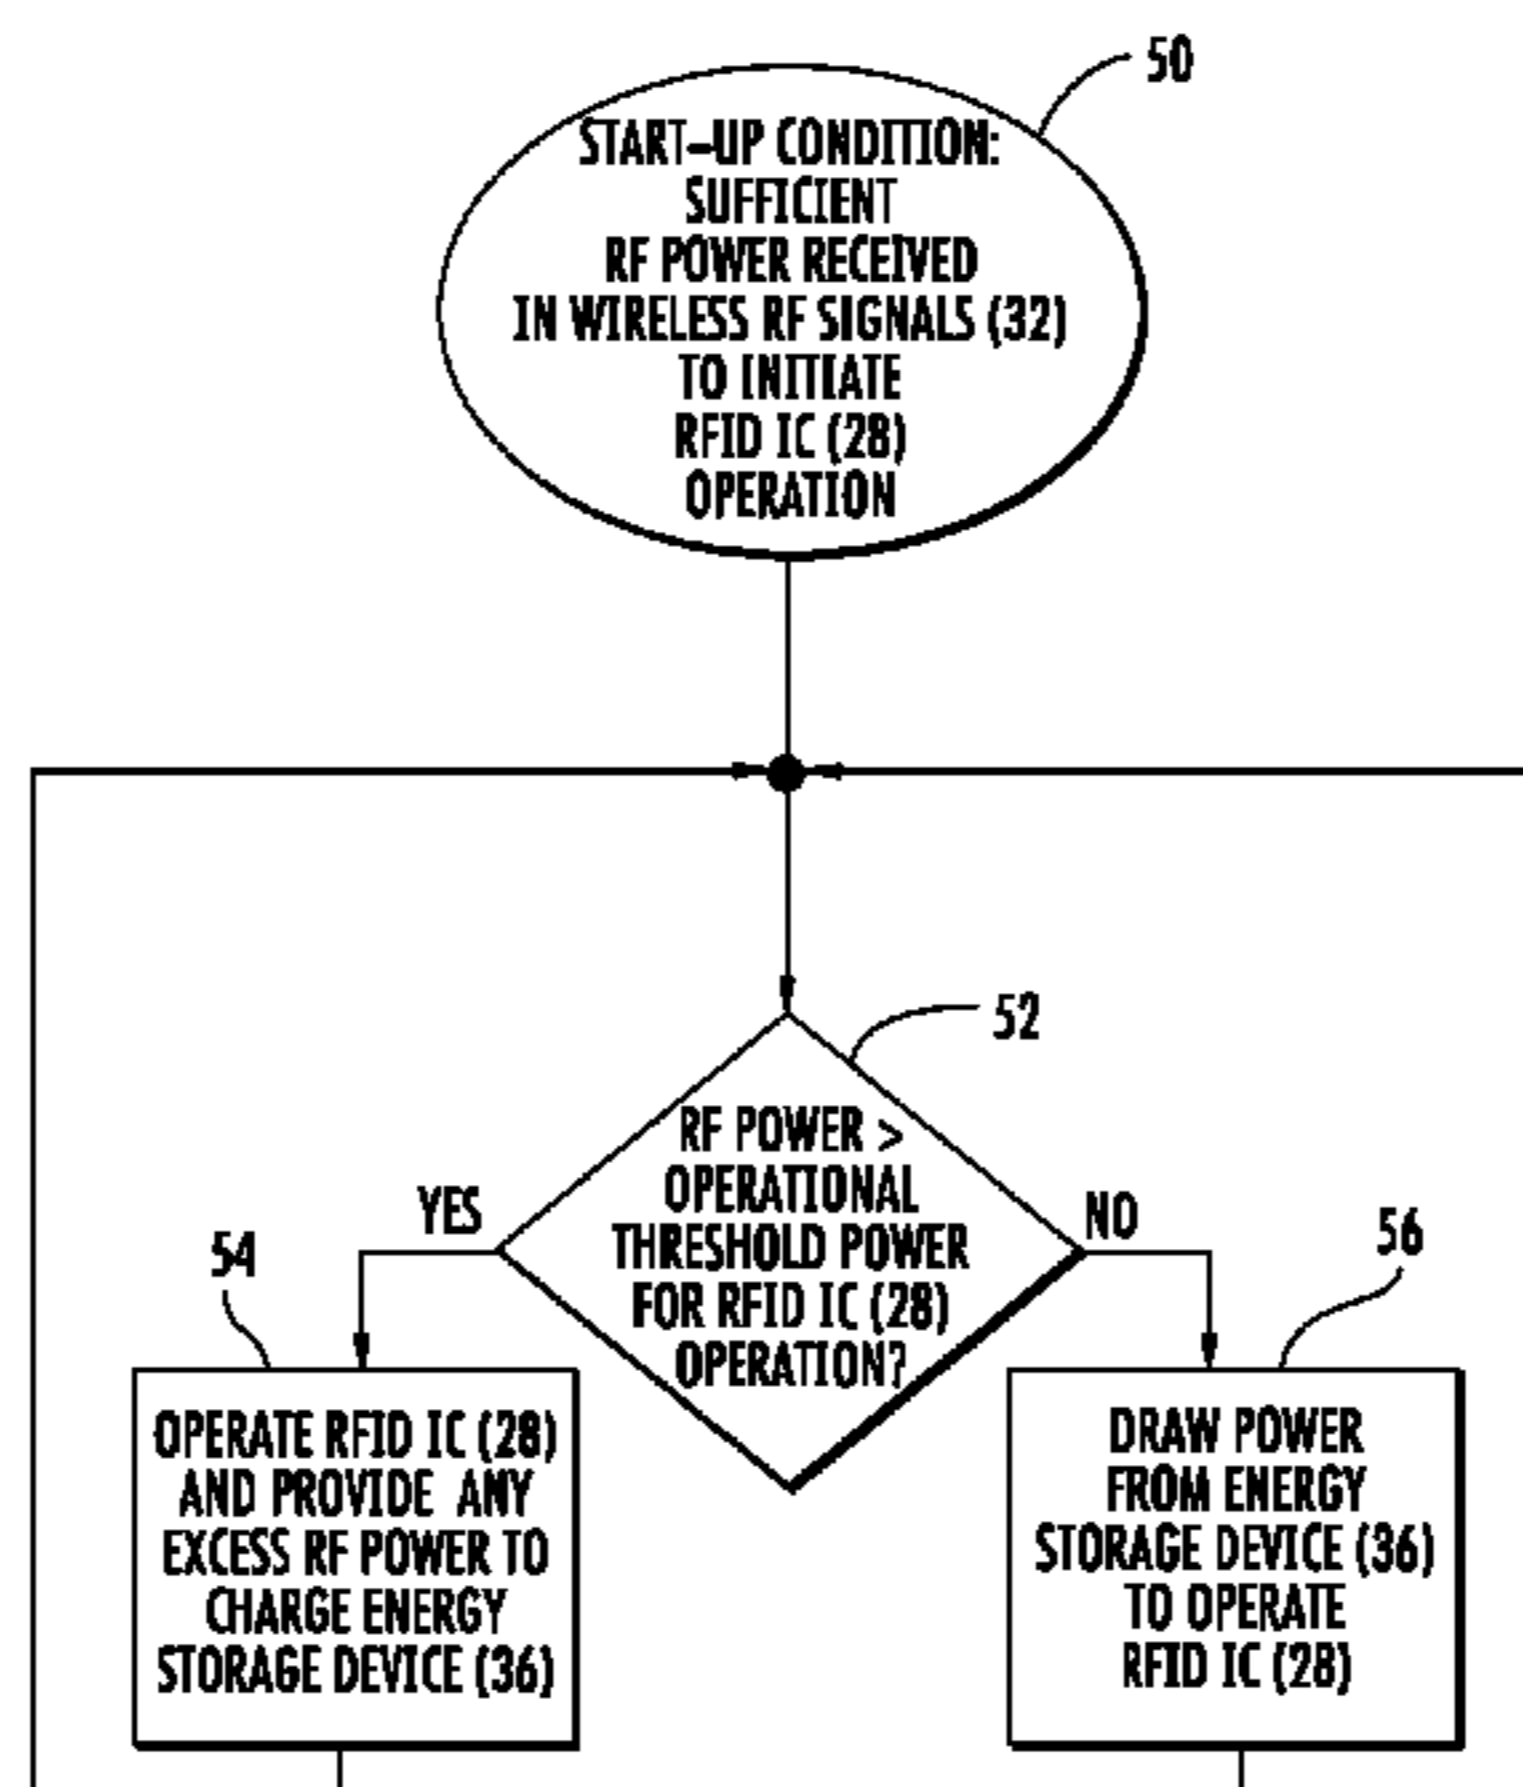 50
START-UP CONDITION:
SUFFICIENT
RF POWER RECEIVED
IN WIRELESS RF SIGNALS (32)
TO INITIATE
RFID IC (28)
OPERATION
52
RF POWER >
OPERATIONAL
THRESHOLD POWER
FOR RFID IC (28)
OPERATION?
YES
NO
54
OPERATE RFID IC (28)
AND PROVIDE ANY
EXCESS RF POWER TO
CHARGE ENERGY
STORAGE DEVICE (36)
56
DRAW POWER
FROM ENERGY
STORAGE DEVICE (36)
TO OPERATE
RFID IC (28)